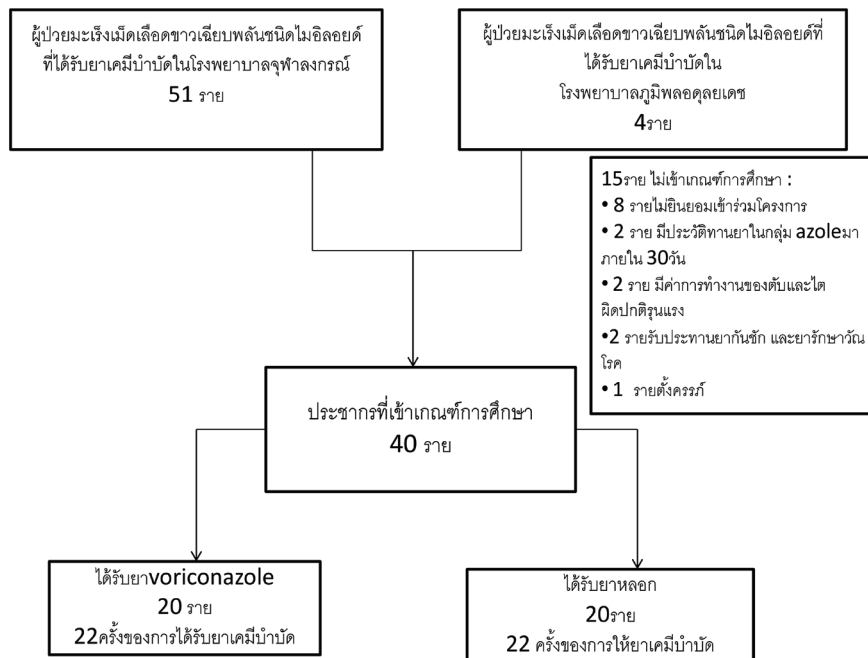 ผู้ป่วยมะเร็งเม็ดเลือดขาวเฉียบพลันชนิดไมอิลอยด์
ที่ได้รับยาเคมีบำบัดในโรงพยาบาลจุฬาลงกรณ์
51 ราย
ผู้ป่วยมะเร็งเม็ดเลือดขาวเฉียบพลันชนิดไมอิลอยด์ที่
ได้รับยาเคมีบำบัดใน
โรงพยาบาลภูมิพลอดุลยเดช
4ราย
15ราย ไม่เข้าเกณฑ์การศึกษา :
• 8 รายไม่ยินยอมเข้าร่วมโครงการ
• 2 ราย มีประวัติทานยาในกลุ่ม azoleมา
ภายใน 30วัน
• 2 ราย มีค่าการทำงานของตับและไต
ผิดปกติรุนแรง
•2 รายรับประทานยากันชัก และยารักษาวัณ
โรค
• 1 รายตั้งครรภ์
ประชากรที่เข้าเกณฑ์การศึกษา
40 ราย
ได้รับยาvoriconazole
20 ราย
22ครั้งของการได้รับยาเคมีบำบัด
ได้รับยาหลอก
20ราย
22 ครั้งของการให้ยาเคมีบำบัด